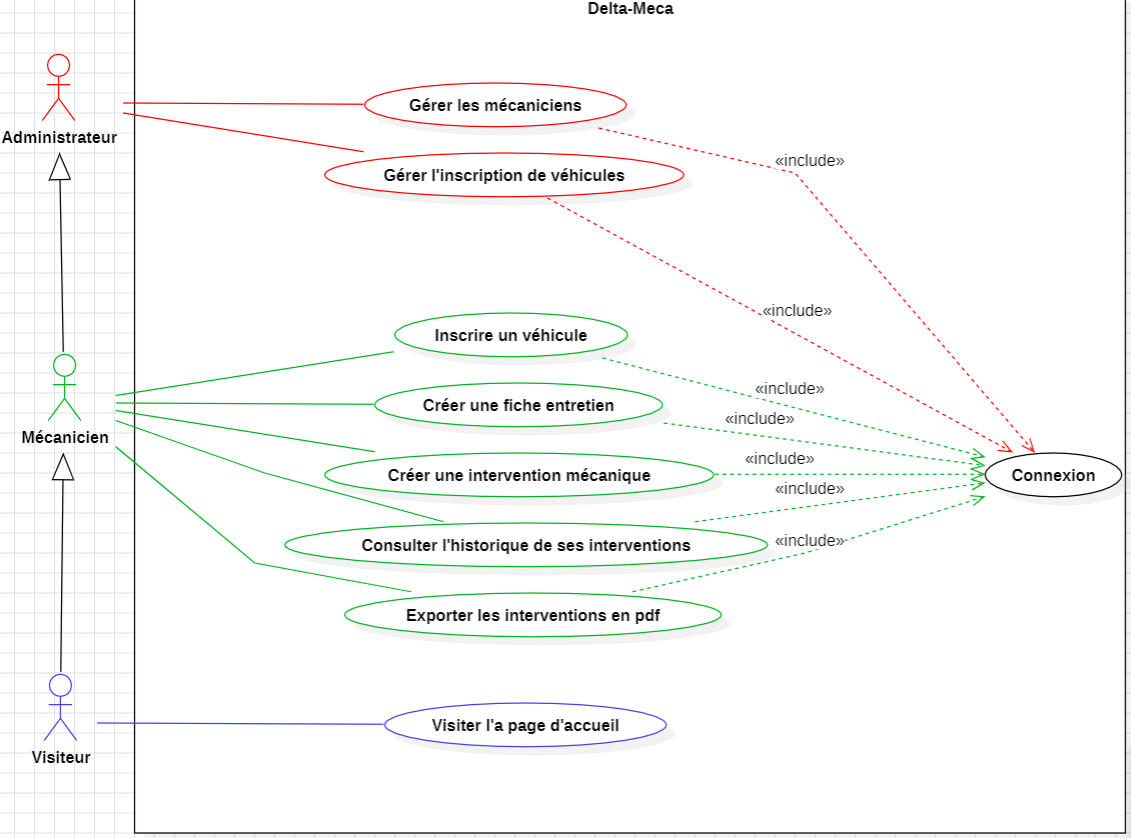 Delta-Meca
Administrateur
Gérer les mécaniciens
«include»
Gérer l'inscription de véhicules
«include»
Mécanicien
Inscrire un véhicule
«include»
Créer une fiche entretien
«include»
Créer une intervention mécanique
«include»
Connexion
«include»
Consulter l'historique de ses interventions
«include»
Exporter les interventions en pdf
Visiteur
Visiter l'a page d'accueil